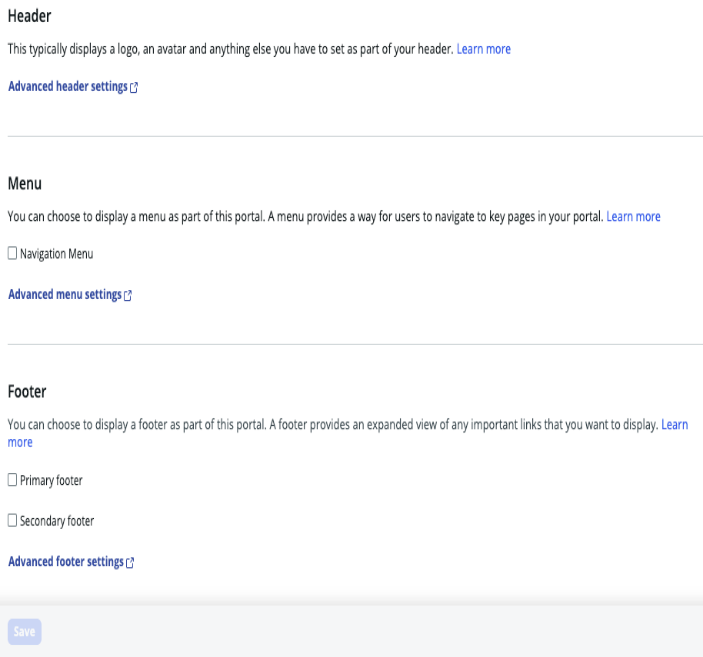 Header
This typically displays a logo, an avatar and anything else you have to set as part of your header. Learn more
Advanced header settings
Menu
You can choose to display a menu as part of this portal. A menu provides a way for users to navigate to key pages in your portal. Learn more
Navigation Menu
Advanced menu settings
Footer
You can choose to display a footer as part of this portal. A footer provides an expanded view of any important links that you want to display. Learn
more
Primary footer
Secondary footer
Advanced footer settings
Save